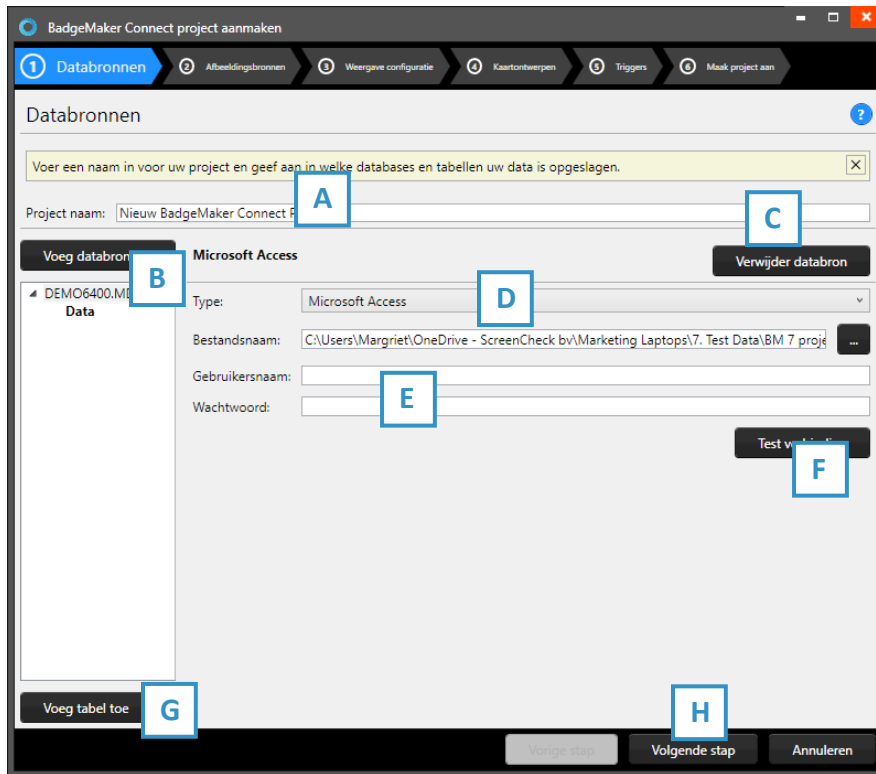 BadgeMaker Connect project aanmaken
1 Databronnen 2 Afbeeldingsbronnen 3 Weergave configuratie 4 Kaartontwerpen 5 Triggers 6 Maak project aan
Databronnen ?
Voer een naam in voor uw project en geef aan in welke databases en tabellen uw data is opgeslagen.
A
Project naam: Nieuw BadgeMaker Connect
C
Voeg B Microsoft Access Verwijder databron
DEMO6400. Type: Microsoft Access D
Data
Bestandsnaam: C:\Users\Margriet\OneDrive - ScreenCheck bv\Marketing Laptops\7. Test Data\BM 7 proje ...
Gebruikersnaam:
E
Wachtwoord:
Test
F
Voeg tabel toe G
H
Vorige stap Volgende stap Annuleren